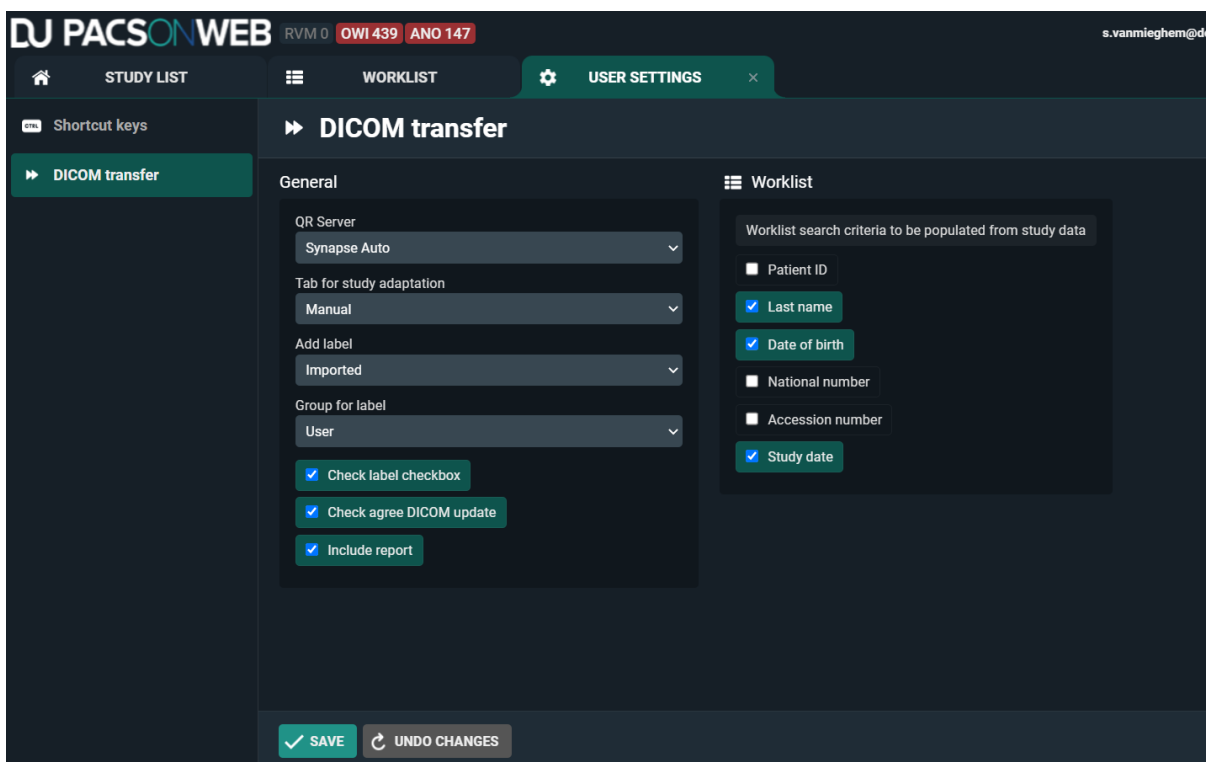 DJ PACSONWEB RVM 0 OWI 439 ANO 147 s.vanmieghem@d
STUDY LIST WORKLIST USER SETTINGS ×
CTRL Shortcut keys
DICOM transfer
DICOM transfer
General
QR Server
Synapse Auto
Tab for study adaptation
Manual
Add label
Imported
Group for label
User
Check label checkbox
Check agree DICOM update
Include report
Worklist
Worklist search criteria to be populated from study data
Patient ID
Last name
Date of birth
National number
Accession number
Study date
SAVE UNDO CHANGES